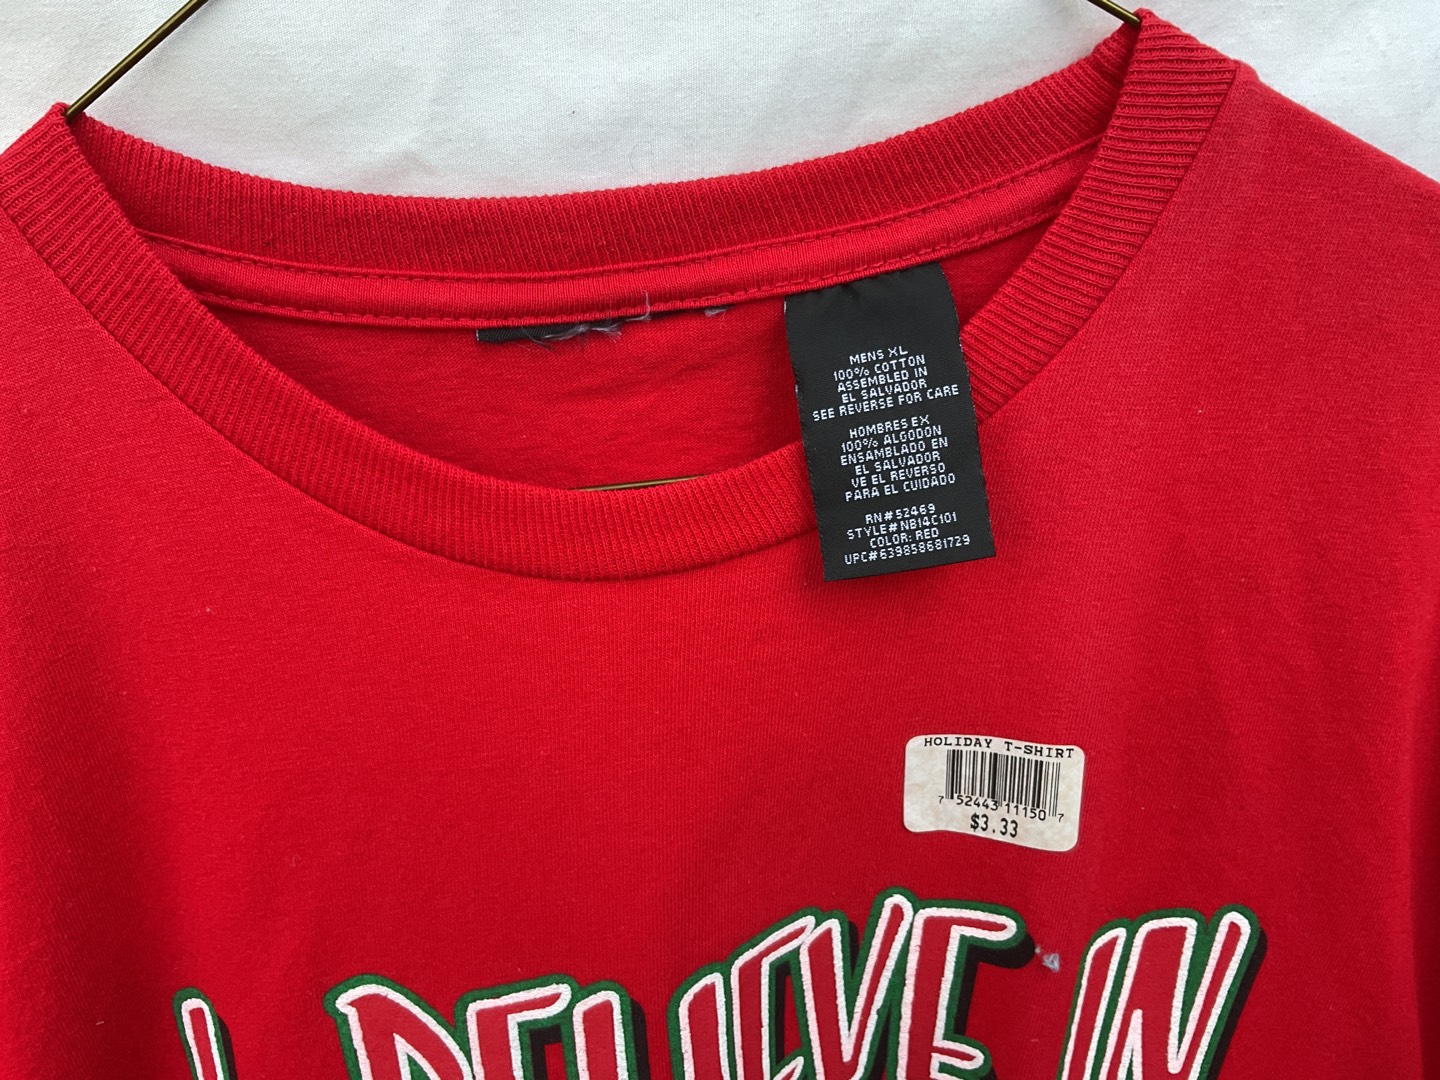 MENS XL
100% COTTON
ASSEMBLED IN
EL SALVADOR
SEE REVERSE FOR CARE
HOMBRES EX
100% ALGODON
ENSAMBLADO EN
EL SALVADOR
VE EL REVERSO
PARA EL CUIDADO
RN#52469
STYLE#NB14C101
COLOR: RED
UPC#639858681729
HOLIDAY T-SHIRT
7 52443 11150 7
$3.33
I BELIEVE IN